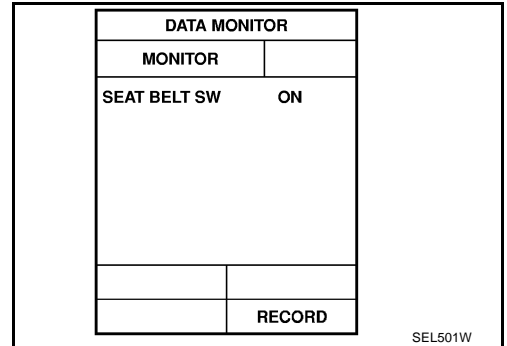 DATA MONITOR
MONITOR
SEAT BELT SW ON
RECORD
SEL501W